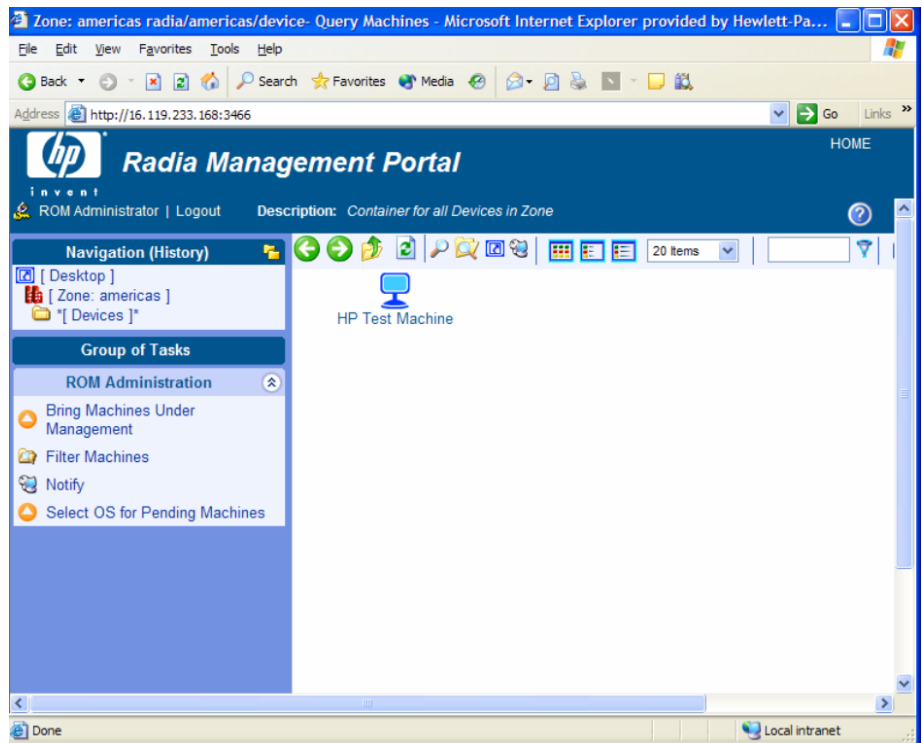 Zone: americas radia/americas/device- Query Machines - Microsoft Internet Explorer provided by Hewlett-Pa...
File Edit View Favorites Tools Help
Back Search Favorites Media
Address http://16.119.233.168:3466 Go Links »
hp
invent
Radia Management Portal
HOME
ROM Administrator | Logout Description: Container for all Devices in Zone
Navigation (History)
20 Items
[ Desktop ]
[ Zone: americas ]
*[ Devices ]*
HP Test Machine
Group of Tasks
ROM Administration
Bring Machines Under
Management
Filter Machines
Notify
Select OS for Pending Machines
Done Local intranet